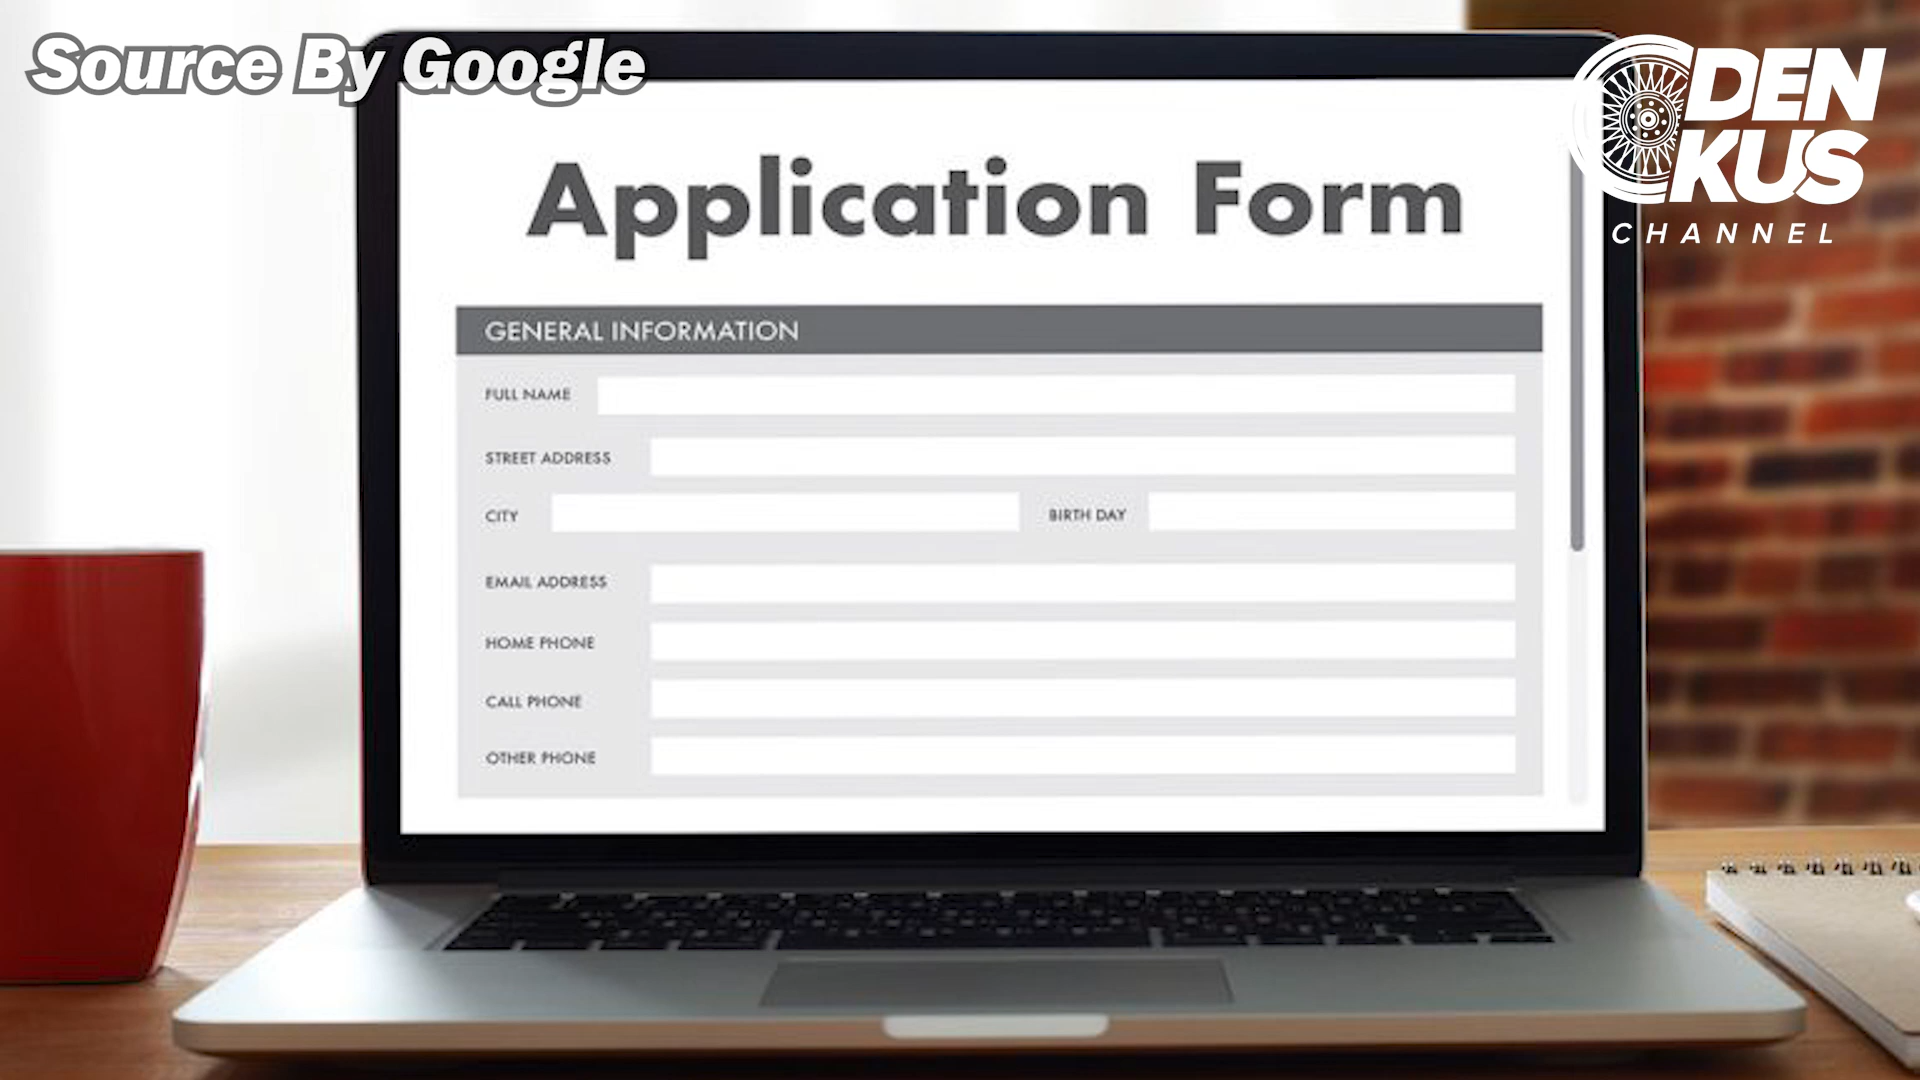 Source By Google
DEN
KUS
CHANNEL
Application Form
GENERAL INFORMATION
FULL NAME
STREET ADDRESS
CITY
BIRTH DAY
EMAIL ADDRESS
HOME PHONE
CALL PHONE
OTHER PHONE